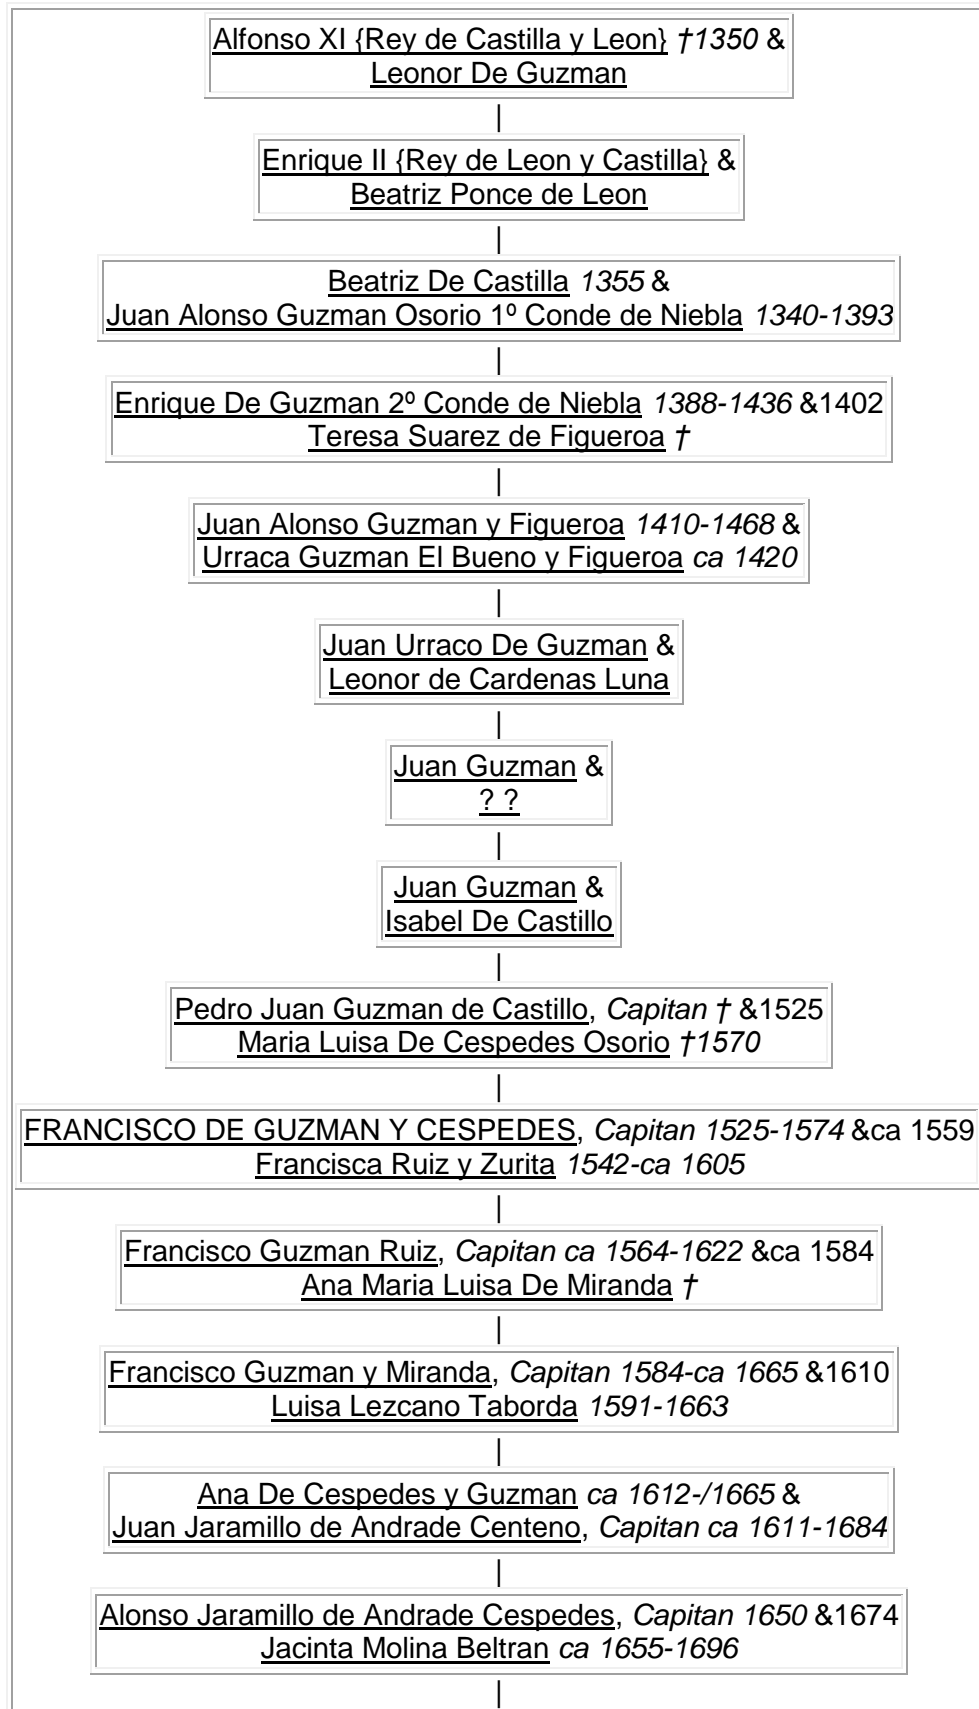 Alfonso XI {Rey de Castilla y Leon} †1350 &
Leonor De Guzman
Enrique II {Rey de Leon y Castilla} &
Beatriz Ponce de Leon
Beatriz De Castilla 1355 &
Juan Alonso Guzman Osorio 1º Conde de Niebla 1340-1393
Enrique De Guzman 2º Conde de Niebla 1388-1436 &1402
Teresa Suarez de Figueroa †
Juan Alonso Guzman y Figueroa 1410-1468 &
Urraca Guzman El Bueno y Figueroa ca 1420
Juan Urraco De Guzman &
Leonor de Cardenas Luna
Juan Guzman &
? ?
Juan Guzman &
Isabel De Castillo
Pedro Juan Guzman de Castillo, Capitan † &1525
Maria Luisa De Cespedes Osorio †1570
FRANCISCO DE GUZMAN Y CESPEDES, Capitan 1525-1574 &ca 1559
Francisca Ruiz y Zurita 1542-ca 1605
Francisco Guzman Ruiz, Capitan ca 1564-1622 &ca 1584
Ana Maria Luisa De Miranda †
Francisco Guzman y Miranda, Capitan 1584-ca 1665 &1610
Luisa Lezcano Taborda 1591-1663
Ana De Cespedes y Guzman ca 1612-/1665 &
Juan Jaramillo de Andrade Centeno, Capitan ca 1611-1684
Alonso Jaramillo de Andrade Cespedes, Capitan 1650 &1674
Jacinta Molina Beltran ca 1655-1696